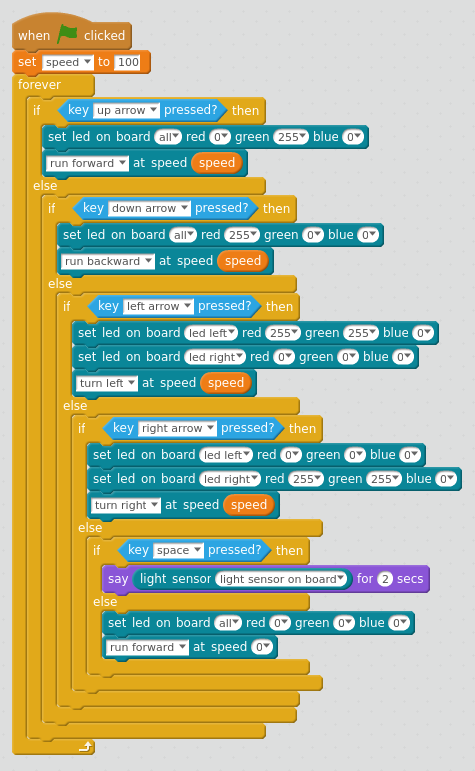 when clicked
set speed to 100
forever
if key up arrow pressed? then
set led on board all red 0 green 255 blue 0
run forward at speed speed
else
if key down arrow pressed? then
set led on board all red 255 green 0 blue 0
run backward at speed speed
else
if key left arrow pressed? then
set led on board led left red 255 green 255 blue 0
set led on board led right red 0 green 0 blue 0
turn left at speed speed
else
if key right arrow pressed? then
set led on board led left red 0 green 0 blue 0
set led on board led right red 255 green 255 blue 0
turn right at speed speed
else
if key space pressed? then
say light sensor light sensor on board for 2 secs
else
set led on board all red 0 green 0 blue 0
run forward at speed 0